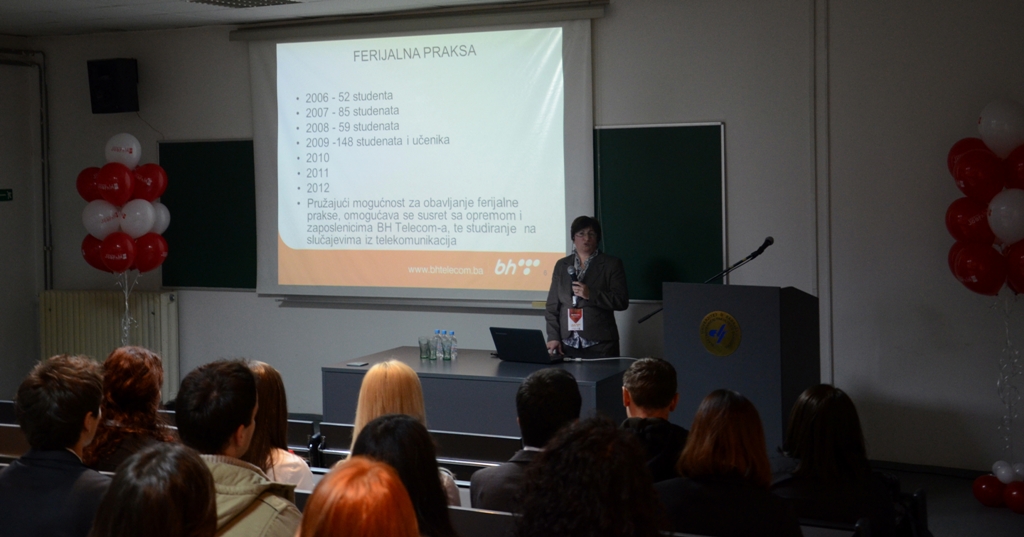 FERIJALNA PRAKSA
• 2006 - 52 studenta
• 2007 - 85 studenata
• 2008 - 59 studenata
• 2009 -148 studenata i učenika
• 2010
• 2011
• 2012
• Pružajući mogućnost za obavljanje ferijalne
prakse, omogućava se susret sa opremom i
zaposlenicima BH Telecom-a, te studiranje na
slučajevima iz telekomunikacija
www.bhtelecom.ba bh